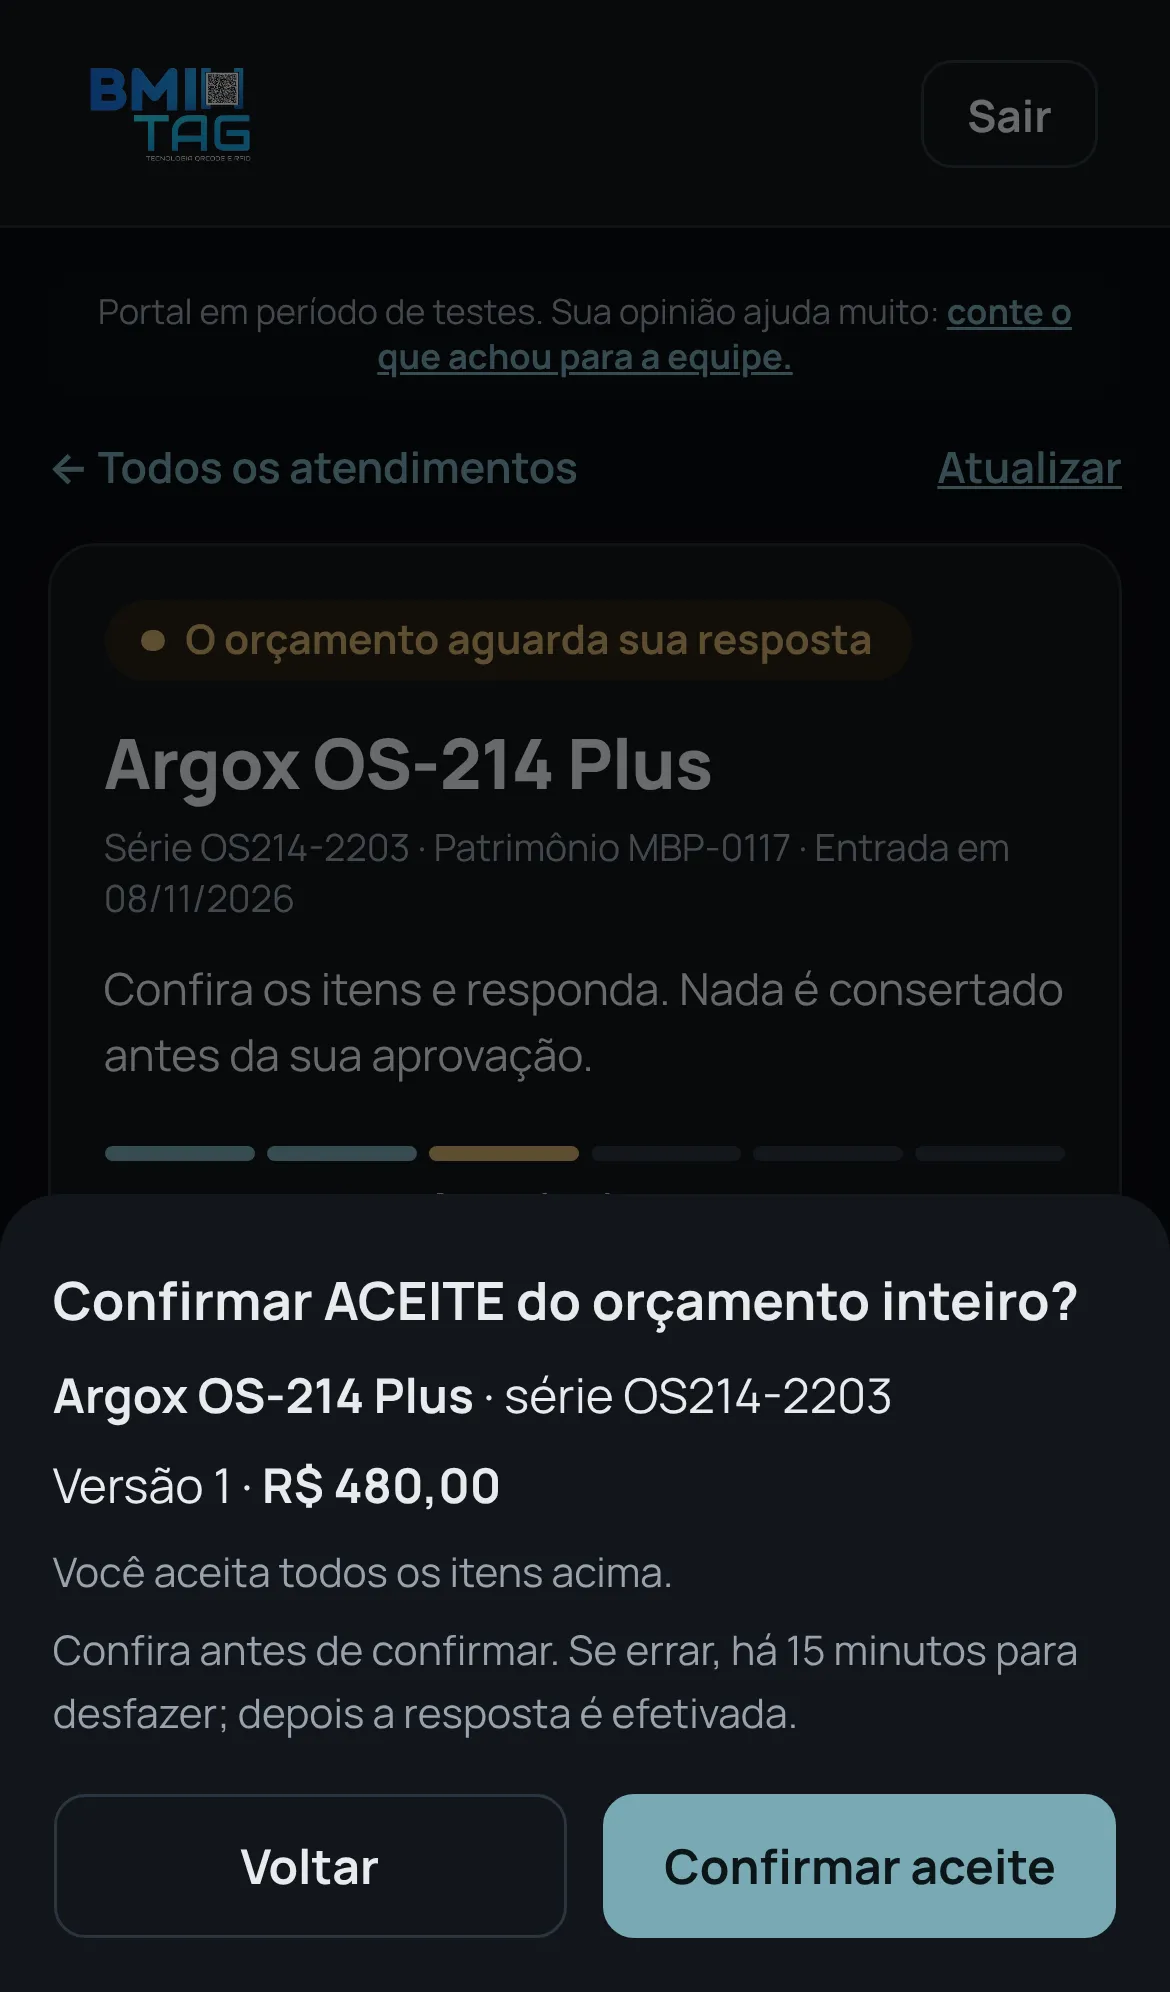 BMIH
TAG
TECNOLOGIA QRCODE E RFID
Sair
Portal em período de testes. Sua opinião ajuda muito: conte o
que achou para a equipe.
← Todos os atendimentos
Atualizar
O orçamento aguarda sua resposta
Argox OS-214 Plus
Série OS214-2203 · Patrimônio MBP-0117 · Entrada em
08/11/2026
Confira os itens e responda. Nada é consertado
antes da sua aprovação.
Confirmar ACEITE do orçamento inteiro?
Argox OS-214 Plus · série OS214-2203
Versão 1 · R$ 480,00
Você aceita todos os itens acima.
Confira antes de confirmar. Se errar, há 15 minutos para
desfazer; depois a resposta é efetivada.
Voltar
Confirmar aceite